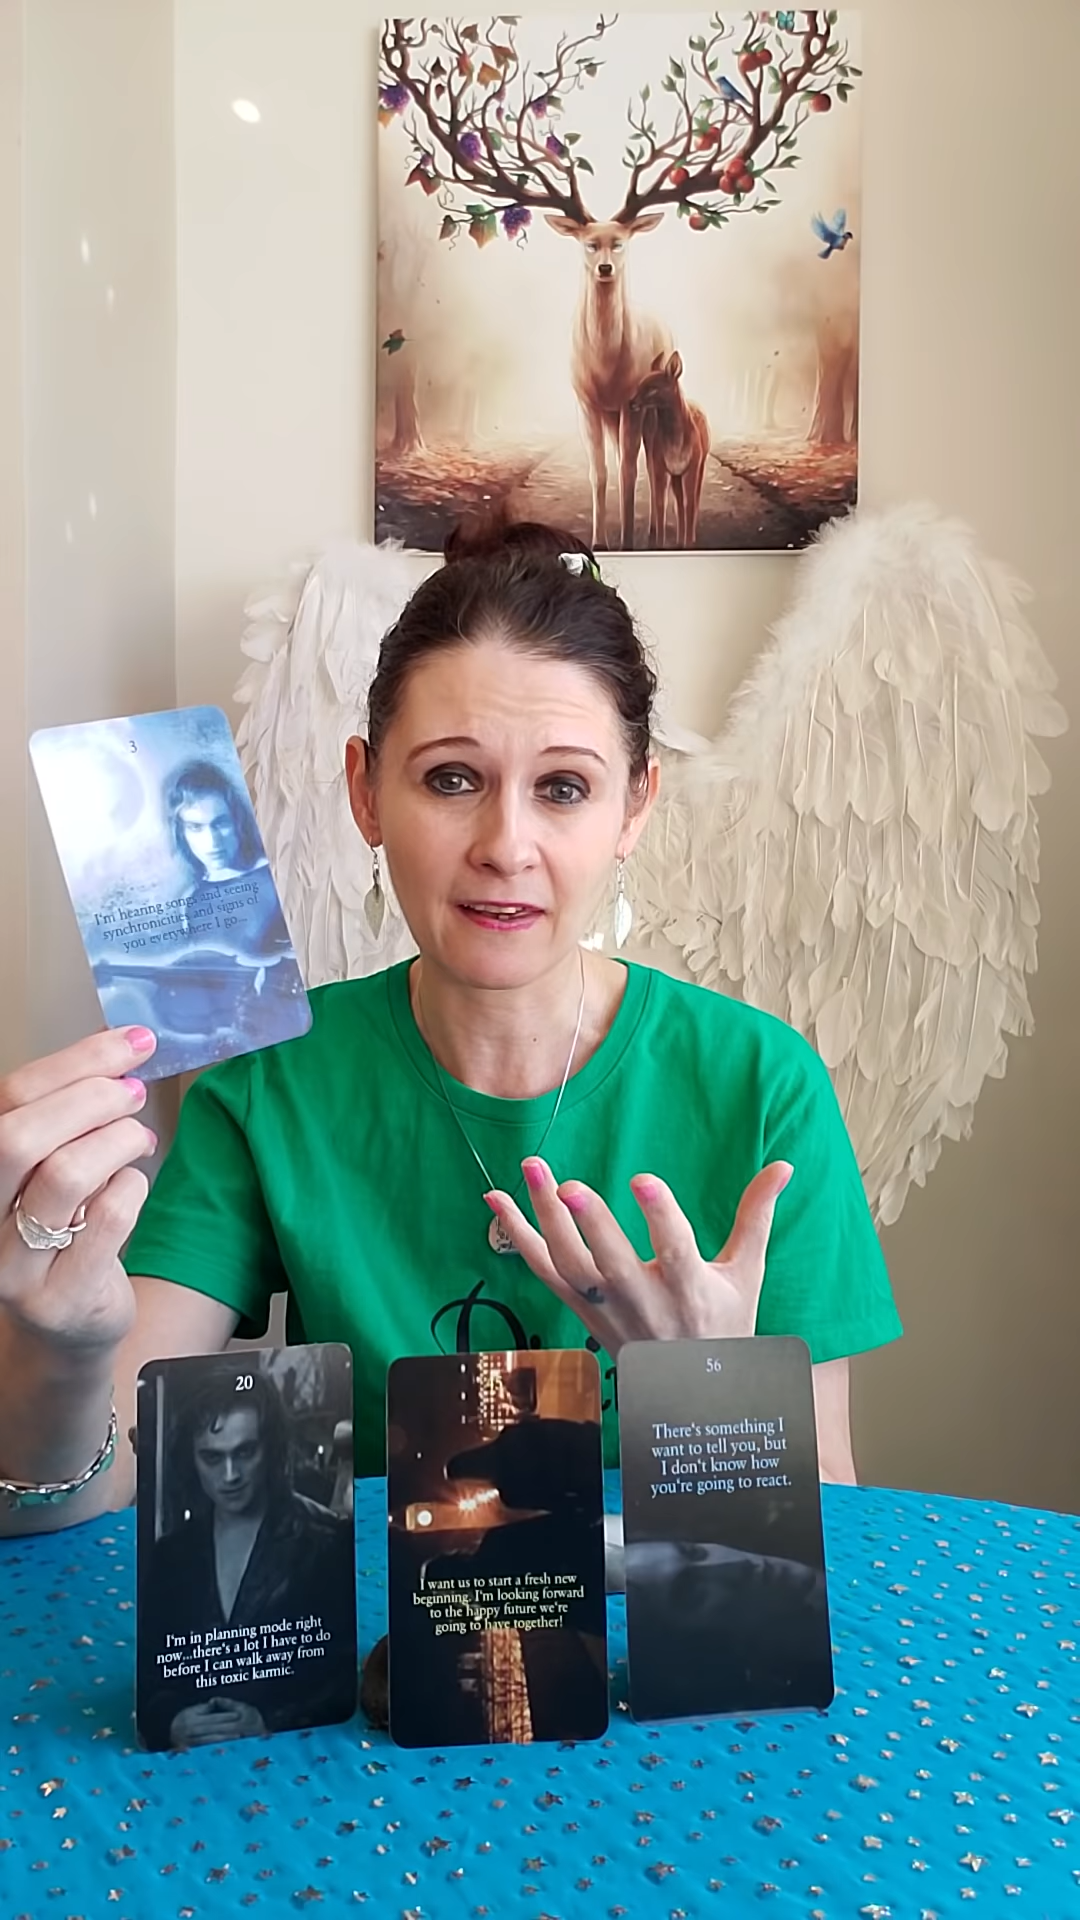 3
I'm hearing songs and seeing
synchronicities and signs of
you everywhere I go...
20
I'm in planning mode right
now...there's a lot I have to do
before I can walk away from
this toxic karmic.
I want us to start a fresh new
beginning. I'm looking forward
to the happy future we're
going to have together!
56
There's something I
want to tell you, but
I don't know how
you're going to react.